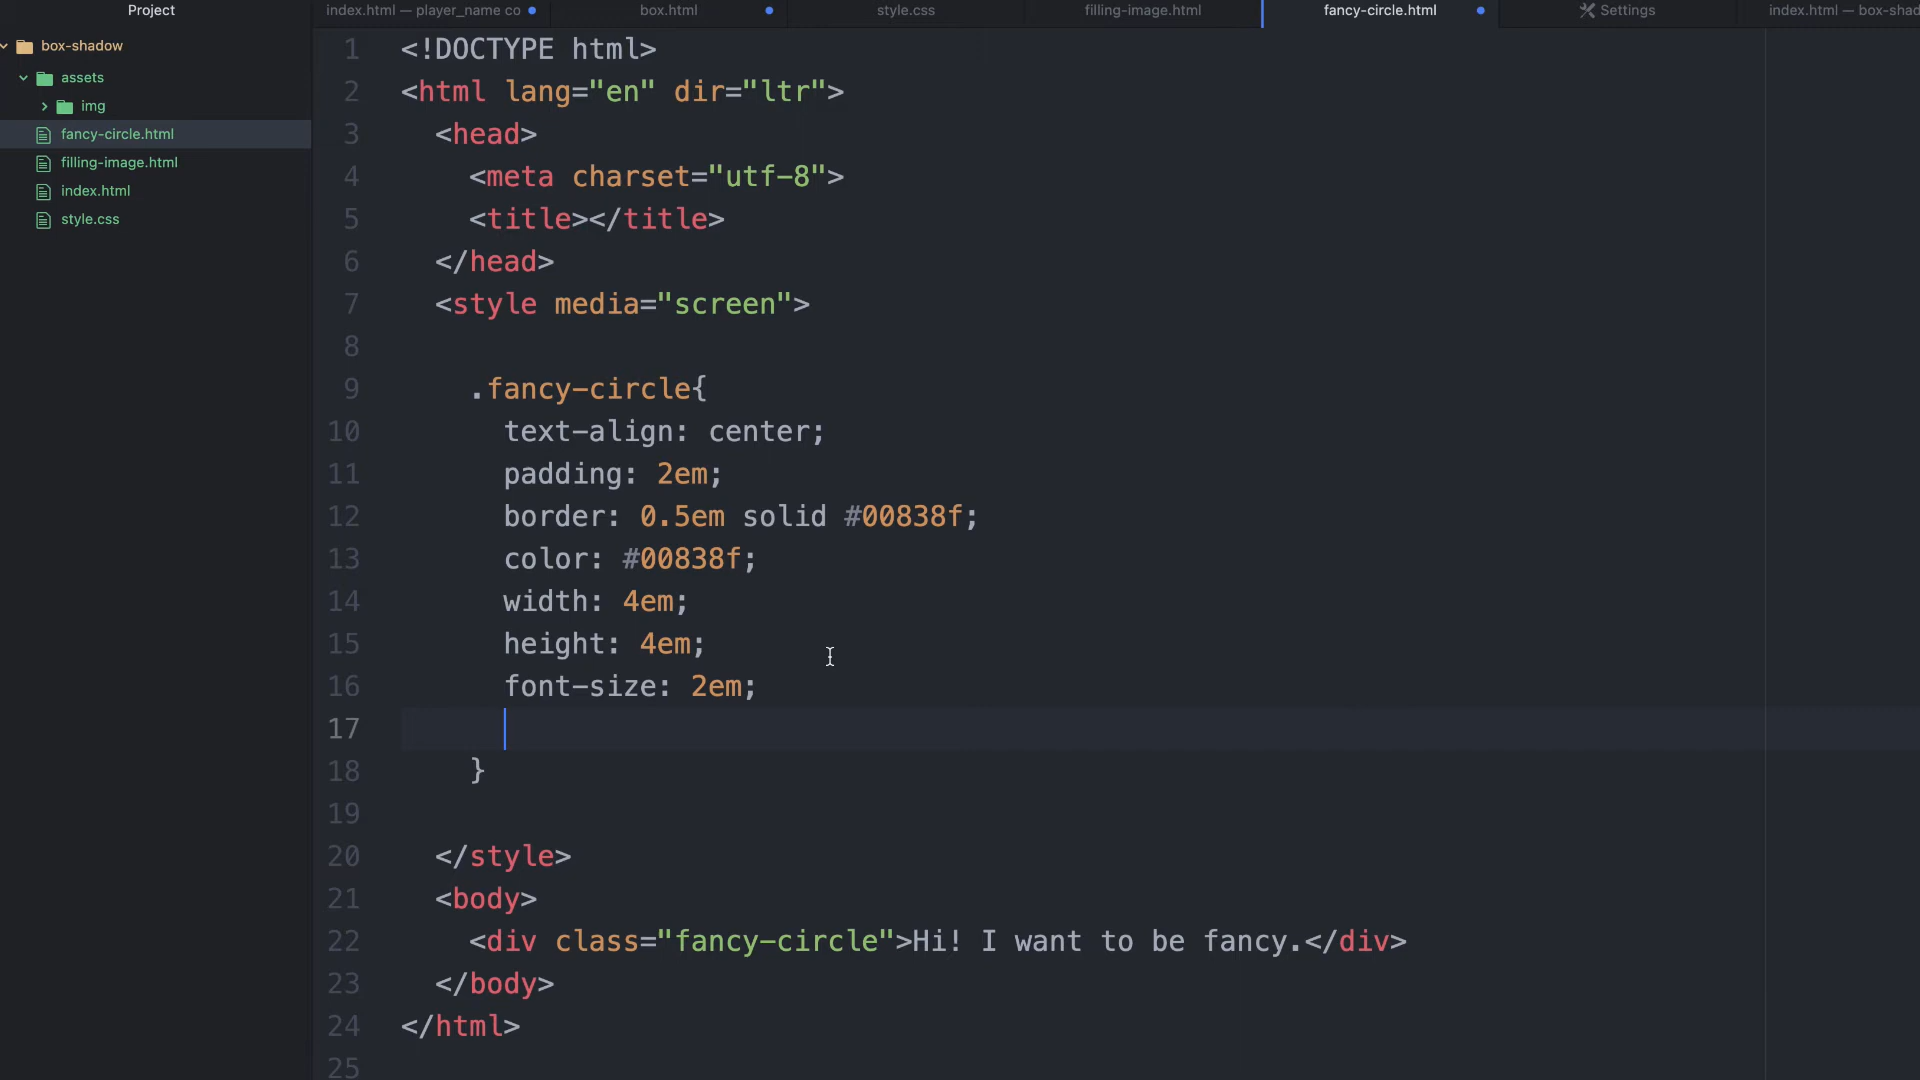 Project
index.html — player_name co
box.html
style.css
filling-image.html
fancy-circle.html
Settings
index.html — box-shad
box-shadow
assets
img
fancy-circle.html
filling-image.html
index.html
style.css
1 <!DOCTYPE html>
2 <html lang="en" dir="ltr">
3 <head>
4 <meta charset="utf-8">
5 <title></title>
6 </head>
7 <style media="screen">
8
9 .fancy-circle{
10 text-align: center;
11 padding: 2em;
12 border: 0.5em solid #00838f;
13 color: #00838f;
14 width: 4em;
15 height: 4em;
16 font-size: 2em;
17
18 }
19
20 </style>
21 <body>
22 <div class="fancy-circle">Hi! I want to be fancy.</div>
23 </body>
24 </html>
25